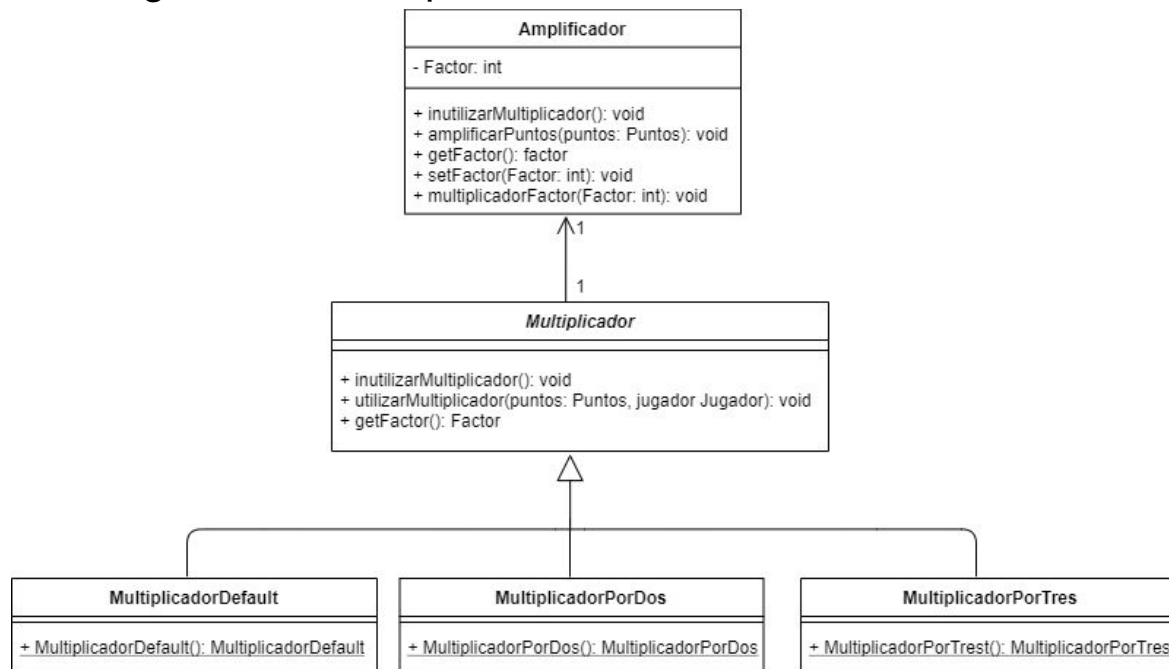 Amplificador
- Factor: int
+ inutilizarMultiplicador(): void
+ amplificarPuntos(puntos: Puntos): void
+ getFactor(): factor
+ setFactor(Factor: int): void
+ multiplicadorFactor(Factor: int): void
1
1
Multiplicador
+ inutilizarMultiplicador(): void
+ utilizarMultiplicador(puntos: Puntos, jugador Jugador): void
+ getFactor(): Factor
MultiplicadorDefault
+ MultiplicadorDefault(): MultiplicadorDefault
MultiplicadorPorDos
+ MultiplicadorPorDos(): MultiplicadorPorDos
MultiplicadorPorTres
+ MultiplicadorPorTrest(): MultiplicadorPorTres